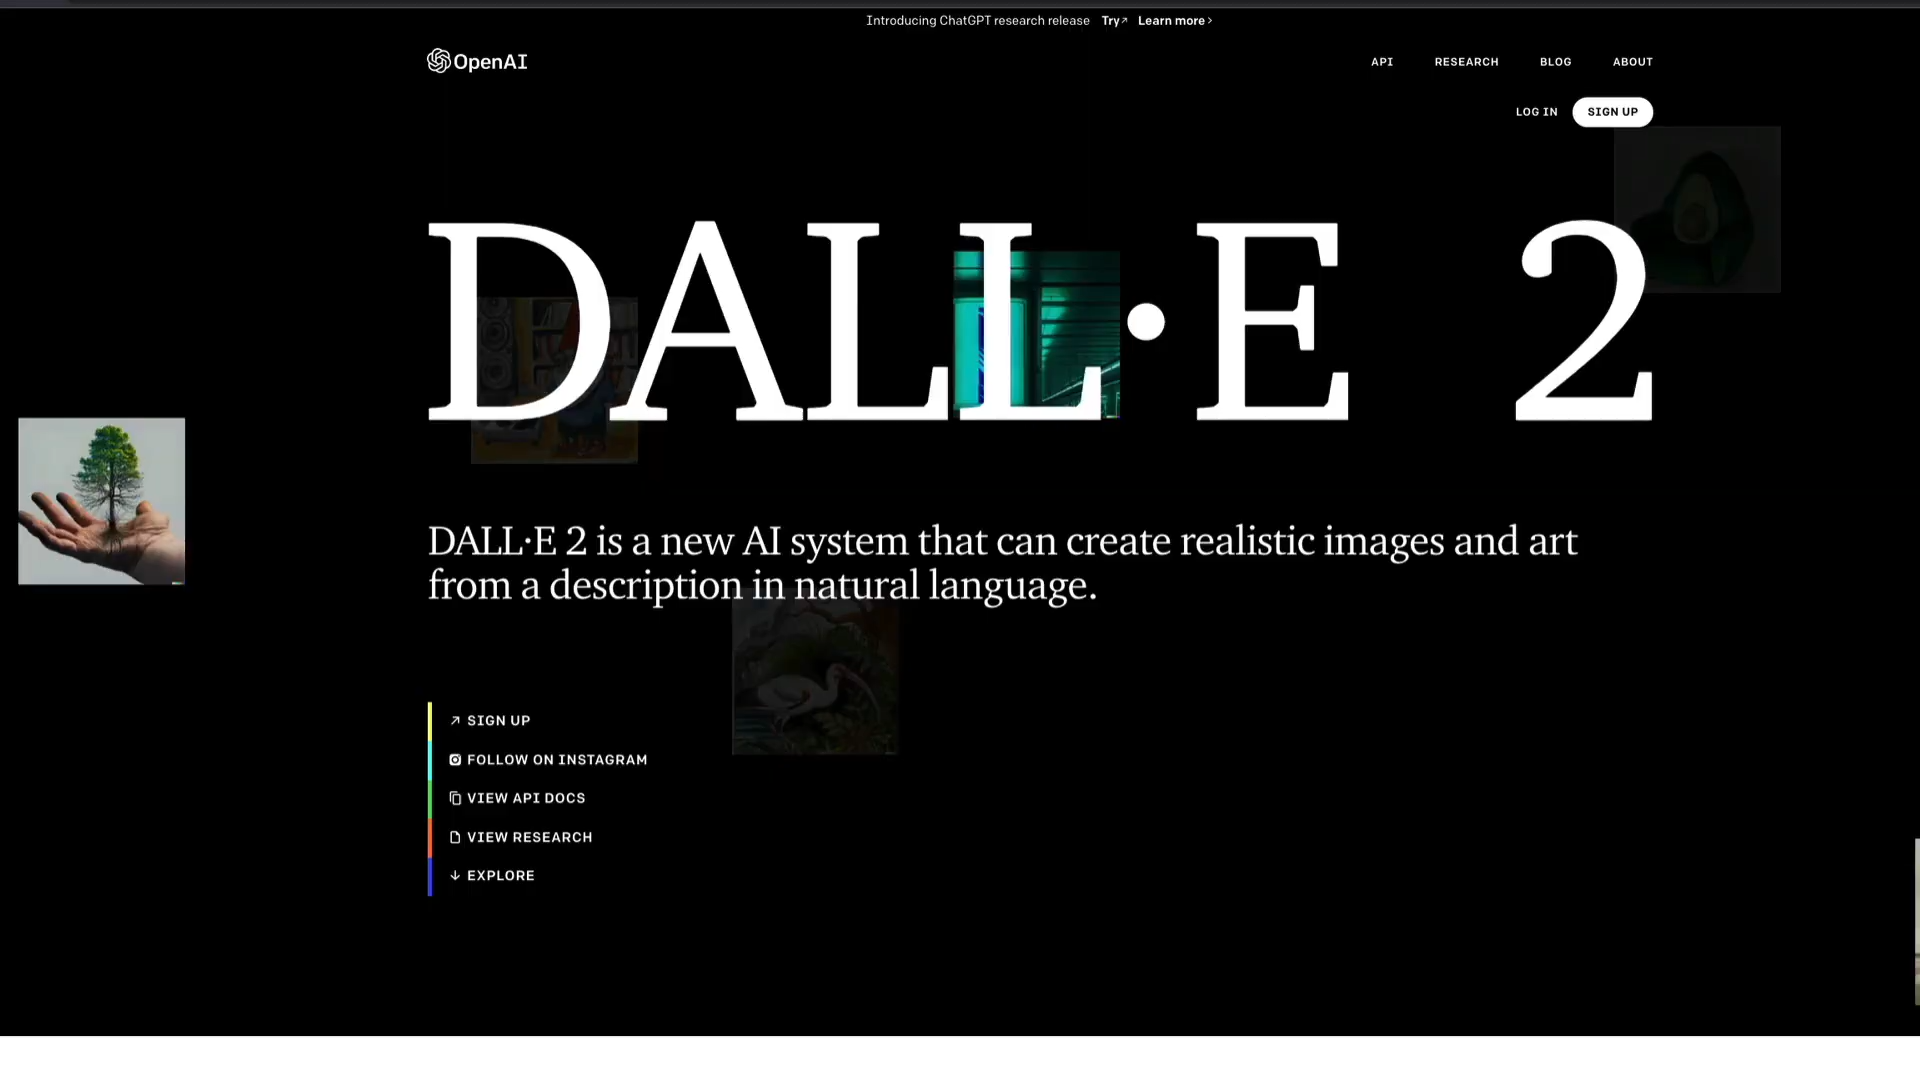 Introducing ChatGPT research release Try↗ Learn more ›
OpenAI
API RESEARCH BLOG ABOUT
LOG IN SIGN UP
DALL·E 2
DALL·E 2 is a new AI system that can create realistic images and art
from a description in natural language.
↗ SIGN UP
FOLLOW ON INSTAGRAM
VIEW API DOCS
VIEW RESEARCH
↓ EXPLORE